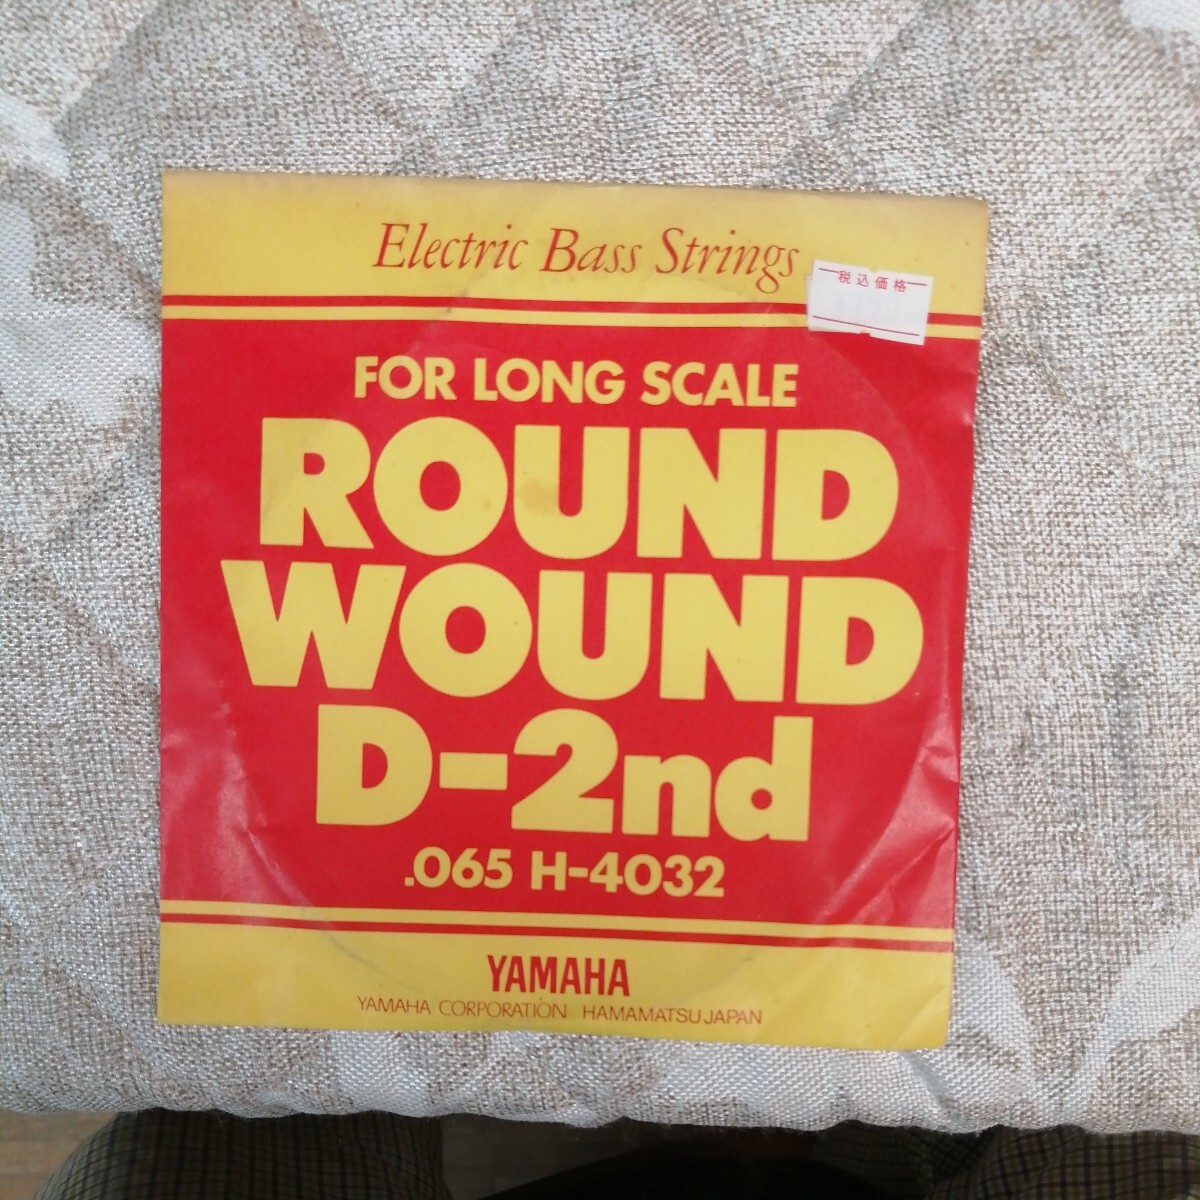 Electric Bass Strings
税込価格
FOR LONG SCALE
ROUND
WOUND
D-2nd
.065 H-4032
YAMAHA
YAMAHA CORPORATION HAMAMATSU JAPAN